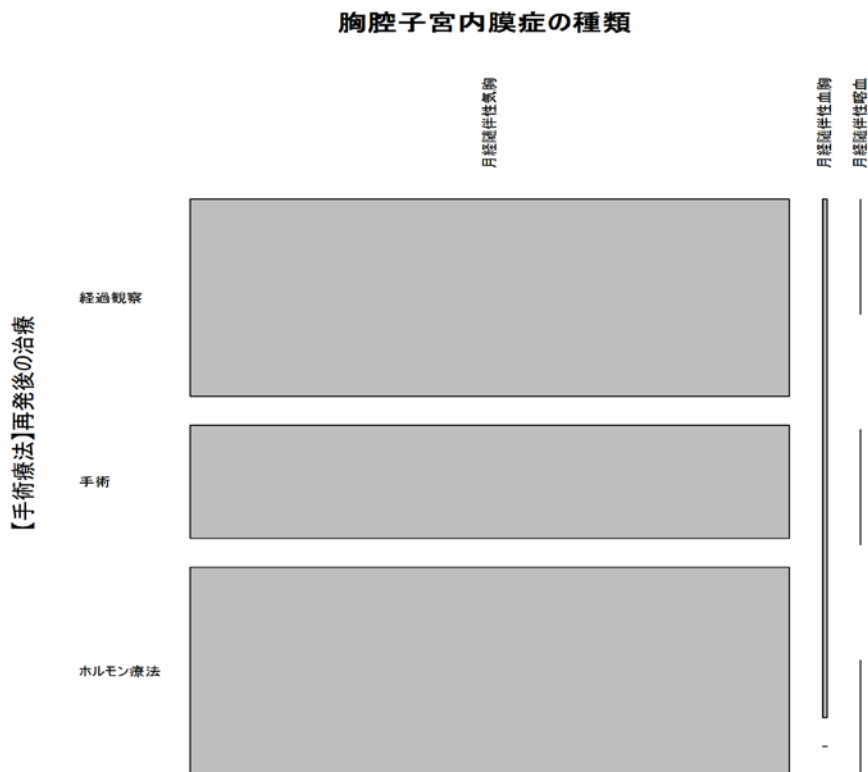 胸腔子宮内膜症の種類
月経随伴性気胸
月経随伴性血胸
月経随伴性喀血
【手術療法】再発後の治療
経過観察
手術
ホルモン療法